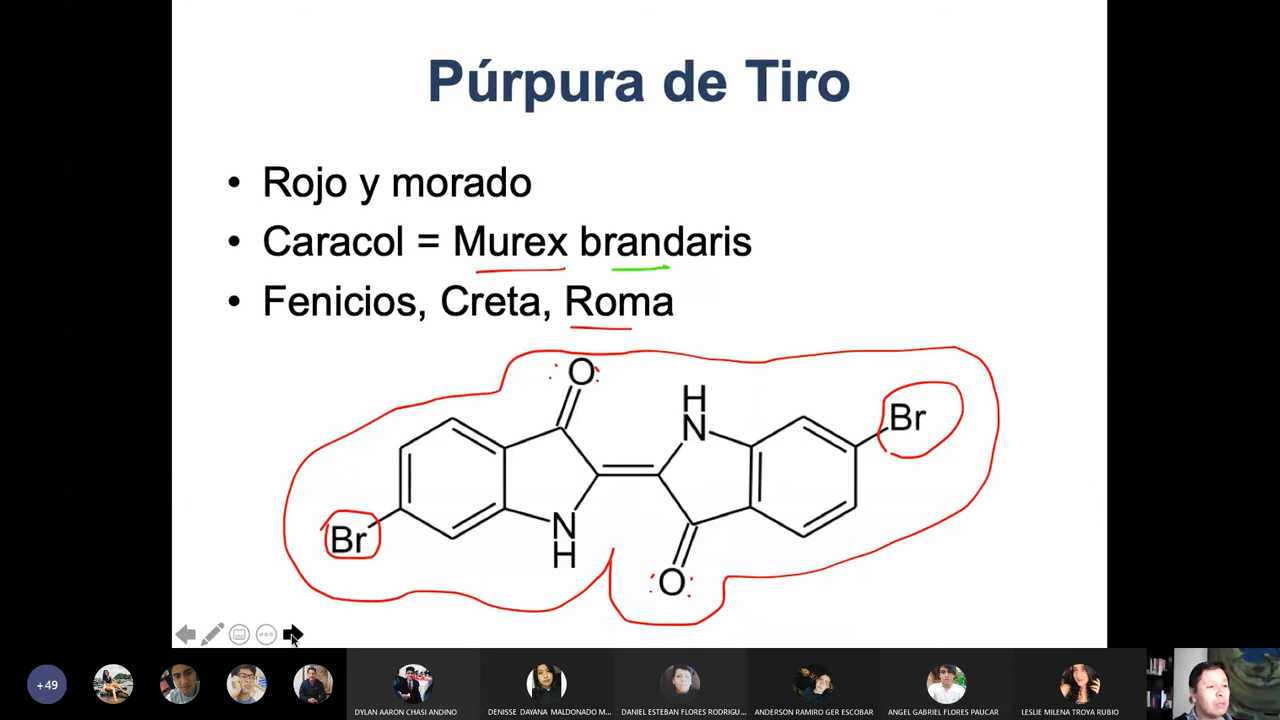 Púrpura de Tiro
• Rojo y morado
• Caracol = Murex brandaris
• Fenicios, Creta, Roma
O
H
N
Br
Br
N
H
O
+49
DYLAN AARON CHASI ANDINO
DENISSE DAYANA MALDONADO M...
DANIEL ESTEBAN FLORES RODRIGU...
ANDERSON RAMIRO GER ESCOBAR
ANGEL GABRIEL FLORES PAUCAR
LESLIE MILENA TROYA RUBIO